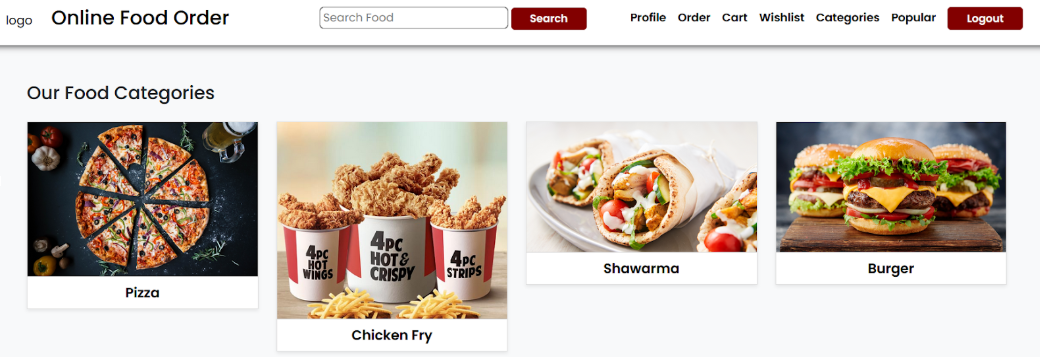 logo
Online Food Order
Search Food
Search
Profile Order Cart Wishlist Categories Popular Logout
Our Food Categories
4PC
HOT
WINGS
4PC
HOT&
CRISPY
4PC
STRIPS
Pizza
Chicken Fry
Shawarma
Burger